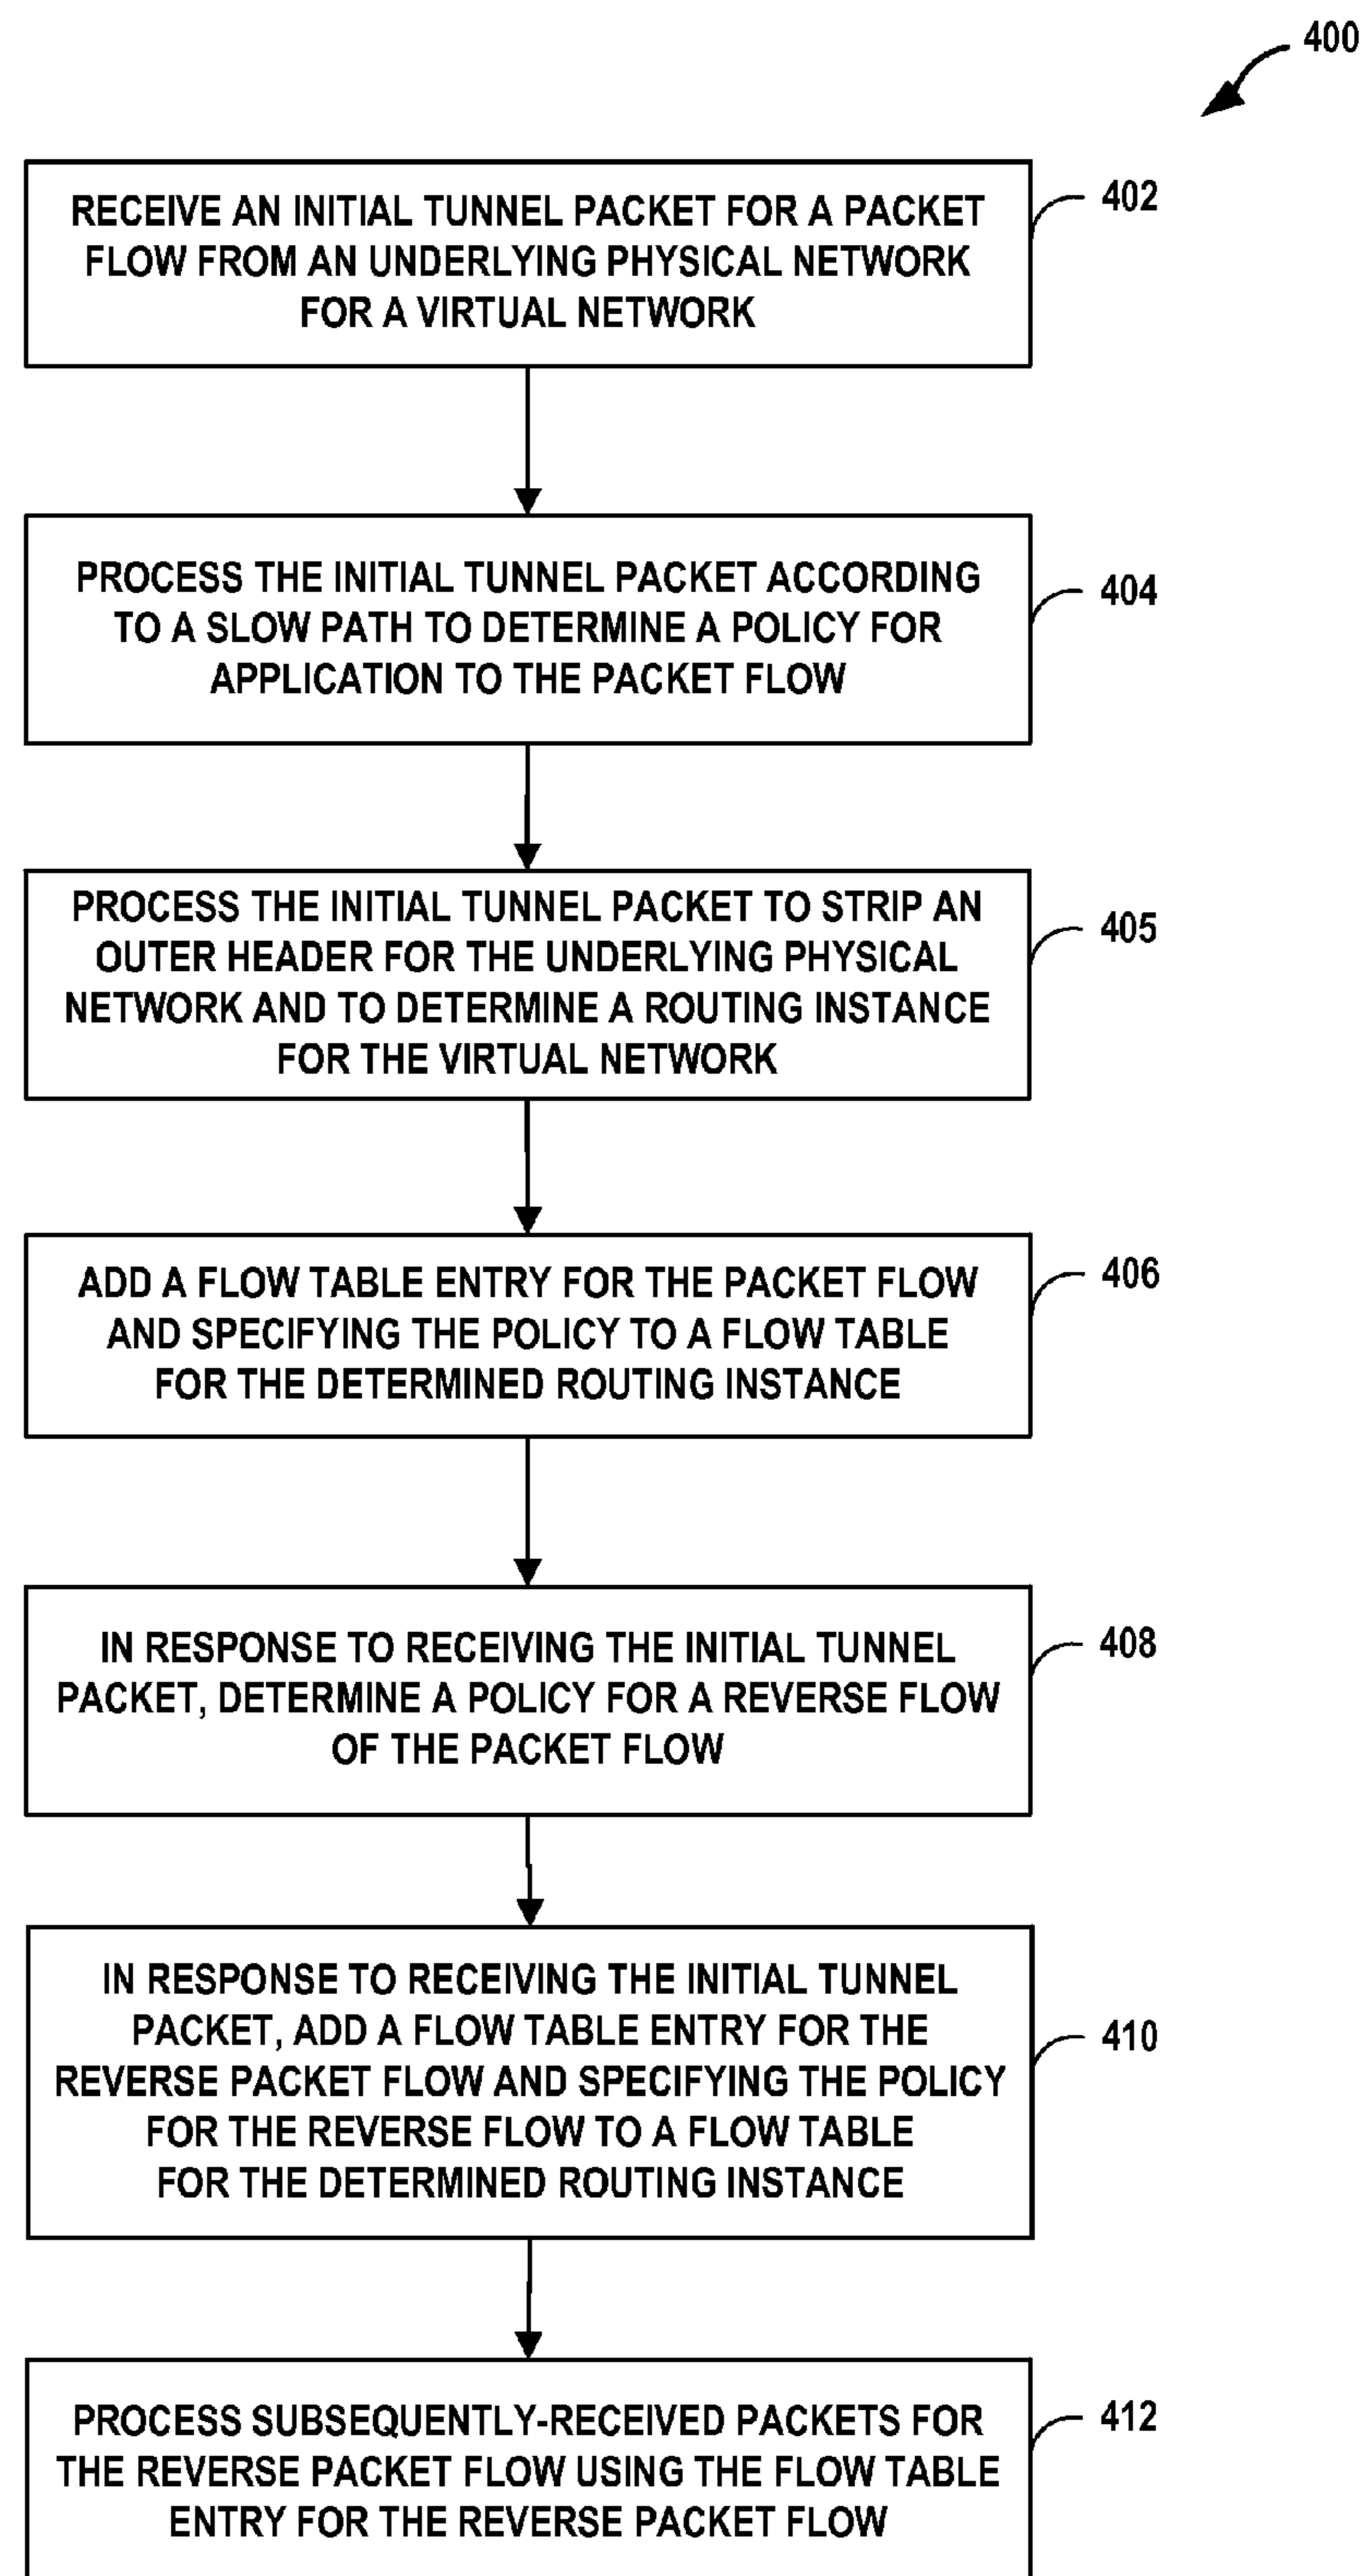 400
RECEIVE AN INITIAL TUNNEL PACKET FOR A PACKET
FLOW FROM AN UNDERLYING PHYSICAL NETWORK
FOR A VIRTUAL NETWORK
402
PROCESS THE INITIAL TUNNEL PACKET ACCORDING
TO A SLOW PATH TO DETERMINE A POLICY FOR
APPLICATION TO THE PACKET FLOW
404
PROCESS THE INITIAL TUNNEL PACKET TO STRIP AN
OUTER HEADER FOR THE UNDERLYING PHYSICAL
NETWORK AND TO DETERMINE A ROUTING INSTANCE
FOR THE VIRTUAL NETWORK
405
ADD A FLOW TABLE ENTRY FOR THE PACKET FLOW
AND SPECIFYING THE POLICY TO A FLOW TABLE
FOR THE DETERMINED ROUTING INSTANCE
406
IN RESPONSE TO RECEIVING THE INITIAL TUNNEL
PACKET, DETERMINE A POLICY FOR A REVERSE FLOW
OF THE PACKET FLOW
408
IN RESPONSE TO RECEIVING THE INITIAL TUNNEL
PACKET, ADD A FLOW TABLE ENTRY FOR THE
REVERSE PACKET FLOW AND SPECIFYING THE POLICY
FOR THE REVERSE FLOW TO A FLOW TABLE
FOR THE DETERMINED ROUTING INSTANCE
410
PROCESS SUBSEQUENTLY-RECEIVED PACKETS FOR
THE REVERSE PACKET FLOW USING THE FLOW TABLE
ENTRY FOR THE REVERSE PACKET FLOW
412